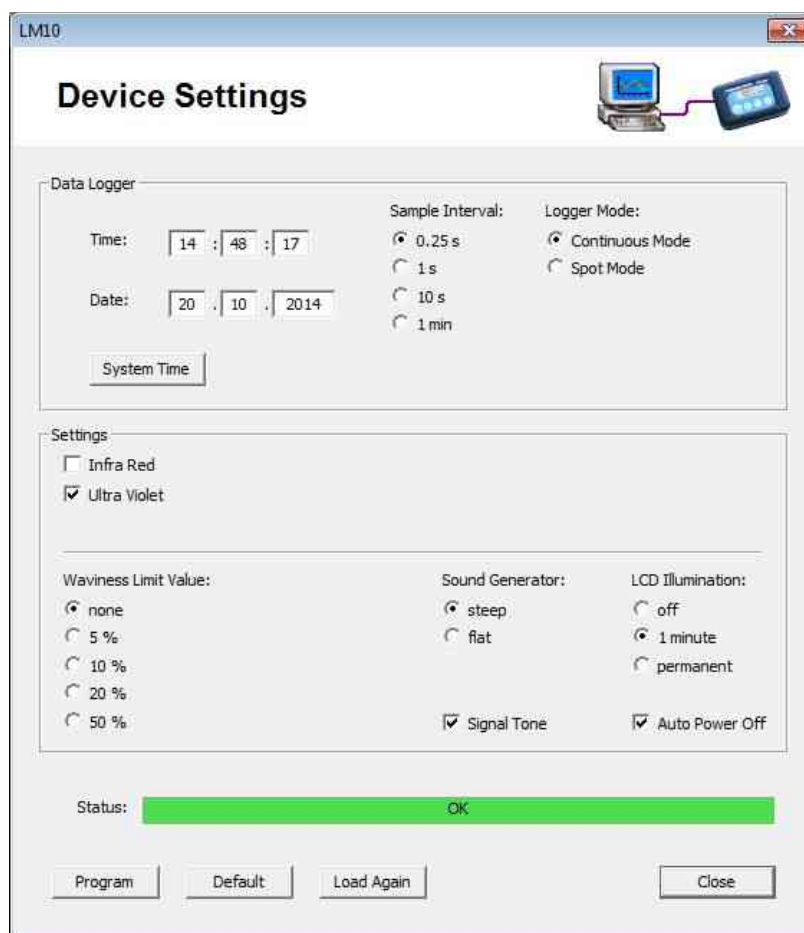 LM10
Device Settings
Data Logger
Time: 14 : 48 : 17
Date: 20 . 10 . 2014
System Time
Sample Interval:
0.25 s
1 s
10 s
1 min
Logger Mode:
Continuous Mode
Spot Mode
Settings
Infra Red
Ultra Violet
Waviness Limit Value:
none
5 %
10 %
20 %
50 %
Sound Generator:
steep
flat
Signal Tone
LCD Illumination:
off
1 minute
permanent
Auto Power Off
Status: OK
Program Default Load Again Close